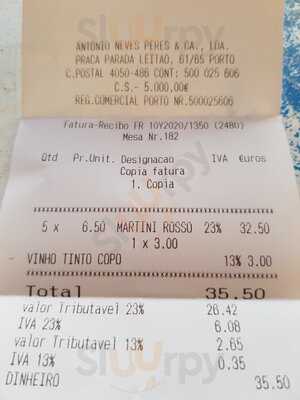 ANTONIO NEVES PERES & CA., LDA.
PRACA PARADA LEITAO, 61/65 PORTO
C.POSTAL 4050-486 CONT: 500 025 606
C.S.- 5.000,00€
REG.COMERCIAL PORTO NR.500025606
Fatura-Recibo FR 10Y2020/1350 (2480)
Mesa Nr.182
Qtd Pr.Unit. Designacao IVA €uros
Copia fatura
1. Copia
5 x 6.50 MARTINI ROSSO 23% 32.50
1 x 3.00
VINHO TINTO COPO 13% 3.00
Total 35.50
valor Tributavel 23% 26.42
IVA 23% 6.08
valor Tributavel 13% 2.65
IVA 13% 0.35
DINHEIRO 35.50
sluurpy
sluurpy